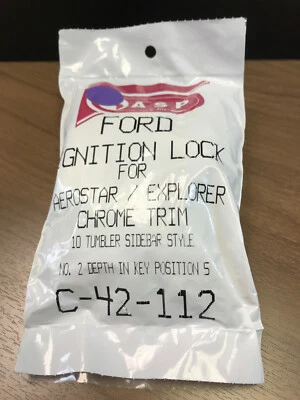 ASP
FORD
IGNITION LOCK
FOR
AEROSTAR / EXPLORER
CHROME TRIM
10 TUMBLER SIDEBAR STYLE
NO. 2 DEPTH IN KEY POSITION 5
C-42-112